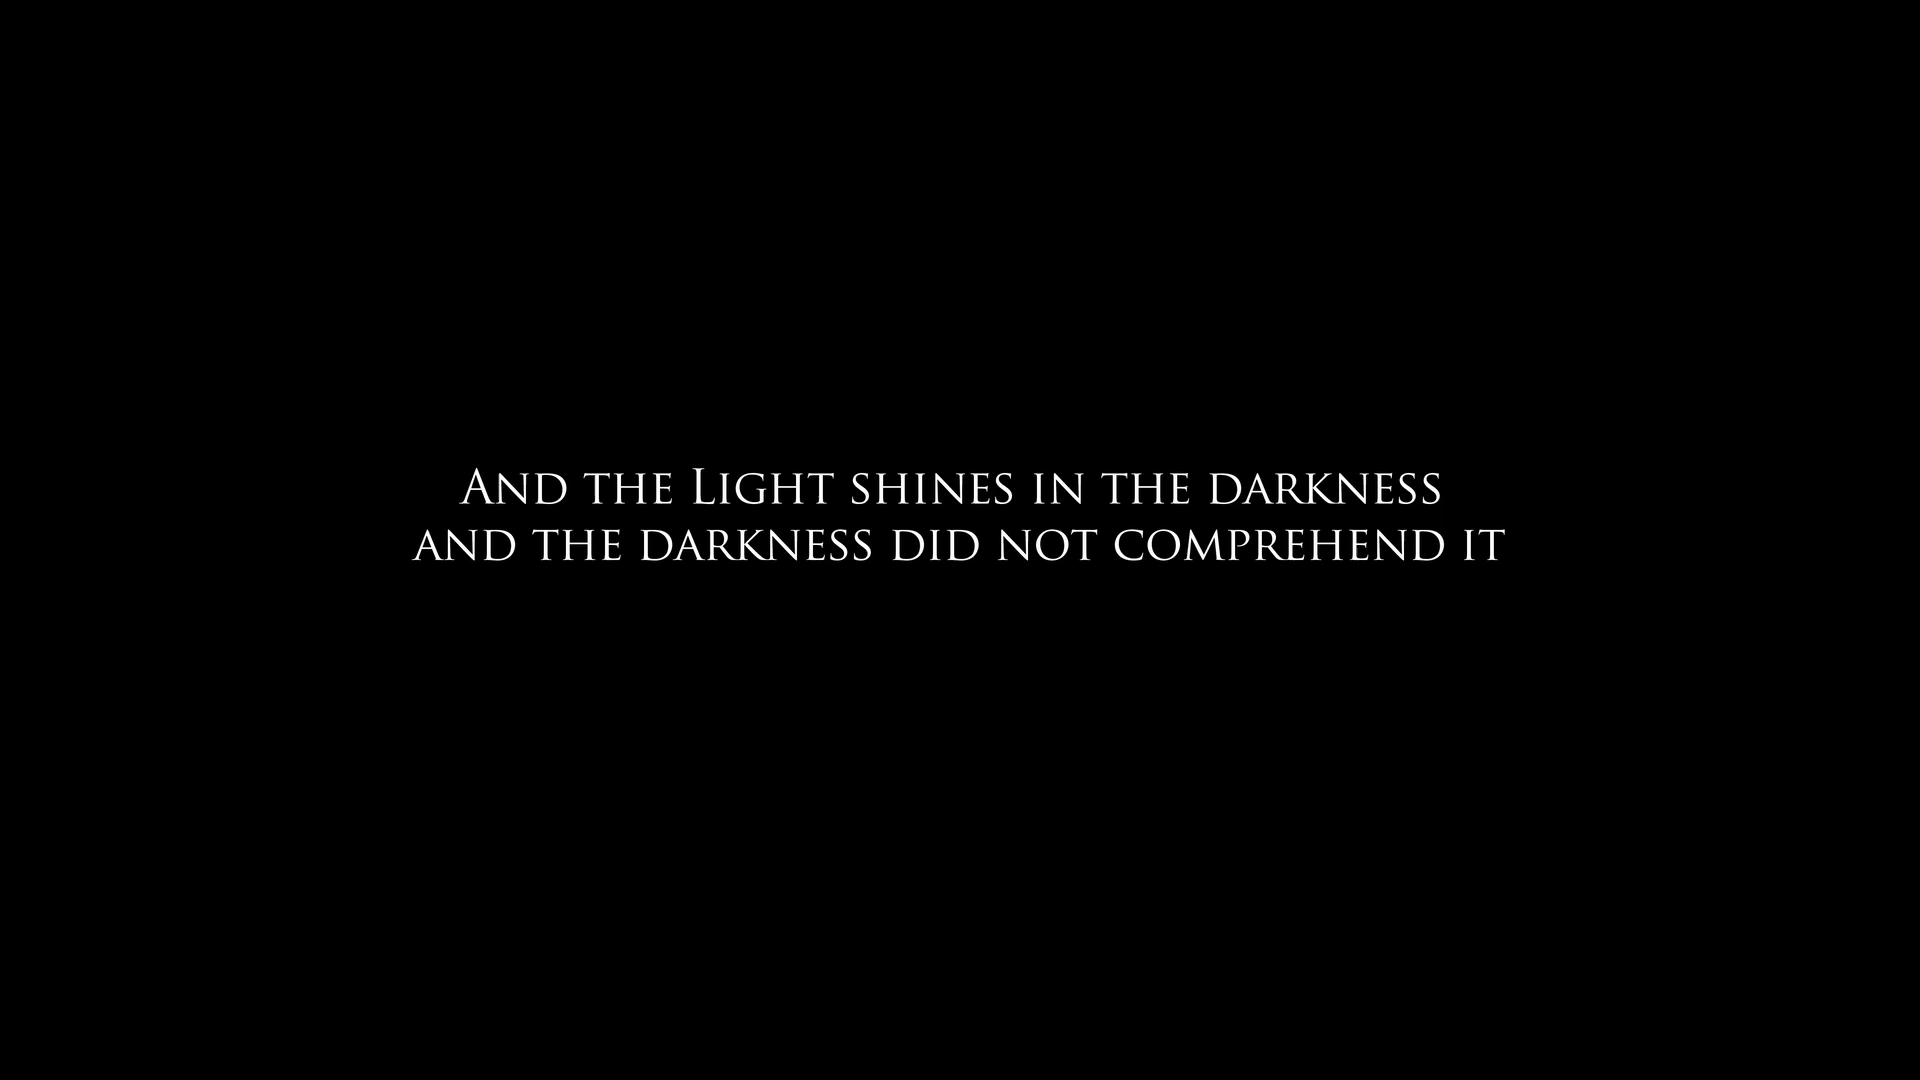 And the Light shines in the darkness
and the darkness did not comprehend it